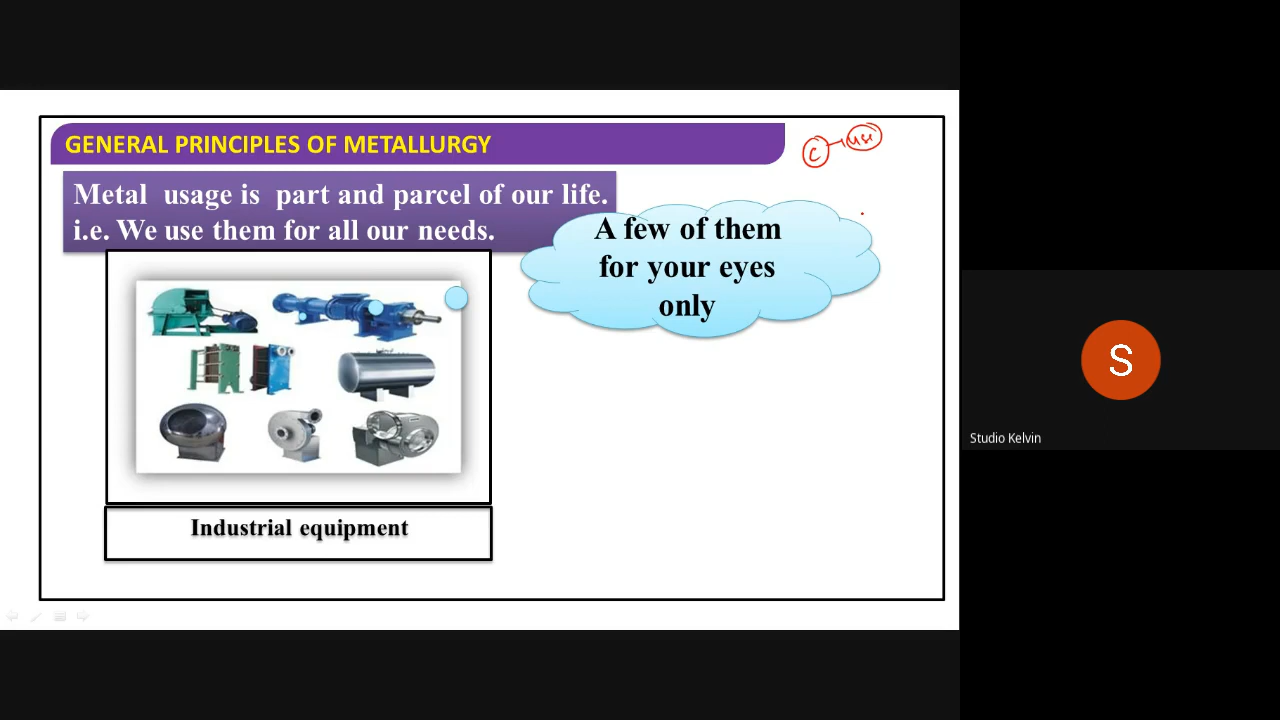 GENERAL PRINCIPLES OF METALLURGY
C
Metal usage is part and parcel of our life.
i.e. We use them for all our needs.
A few of them
for your eyes
only
Industrial equipment
S
Studio Kelvin